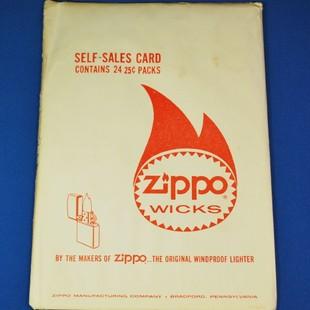 SELF-SALES CARD
CONTAINS 24 25¢ PACKS
Zippo®
WICKS
BY THE MAKERS OF Zippo...THE ORIGINAL WINDPROOF LIGHTER
ZIPPO MANUFACTURING COMPANY • BRADFORD, PENNSYLVANIA